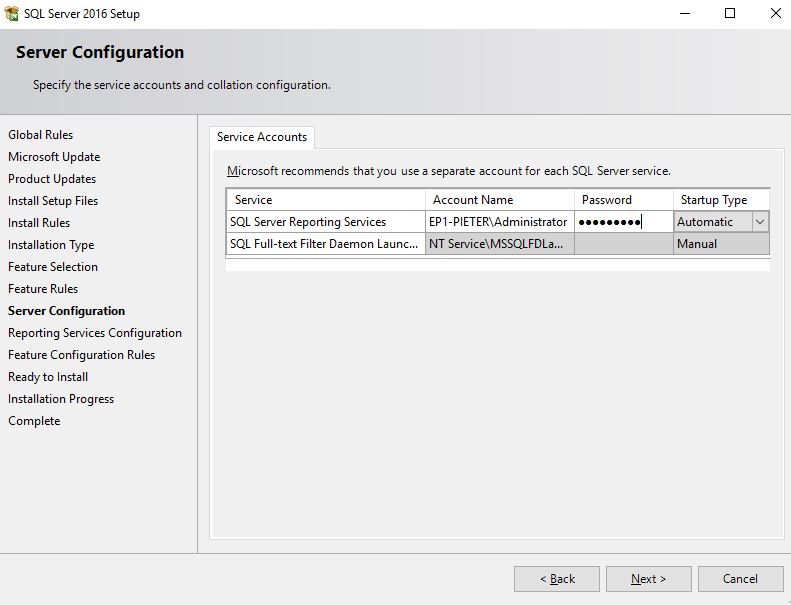 SQL Server 2016 Setup
Server Configuration
Specify the service accounts and collation configuration.
Global Rules
Microsoft Update
Product Updates
Install Setup Files
Install Rules
Installation Type
Feature Selection
Feature Rules
Server Configuration
Reporting Services Configuration
Feature Configuration Rules
Ready to Install
Installation Progress
Complete
Service Accounts
Microsoft recommends that you use a separate account for each SQL Server service.
Service Account Name Password Startup Type
SQL Server Reporting Services EP1-PIETER\Administrator ●●●●●●●●● Automatic
SQL Full-text Filter Daemon Launc... NT Service\MSSQLFDLa... Manual
< Back Next > Cancel